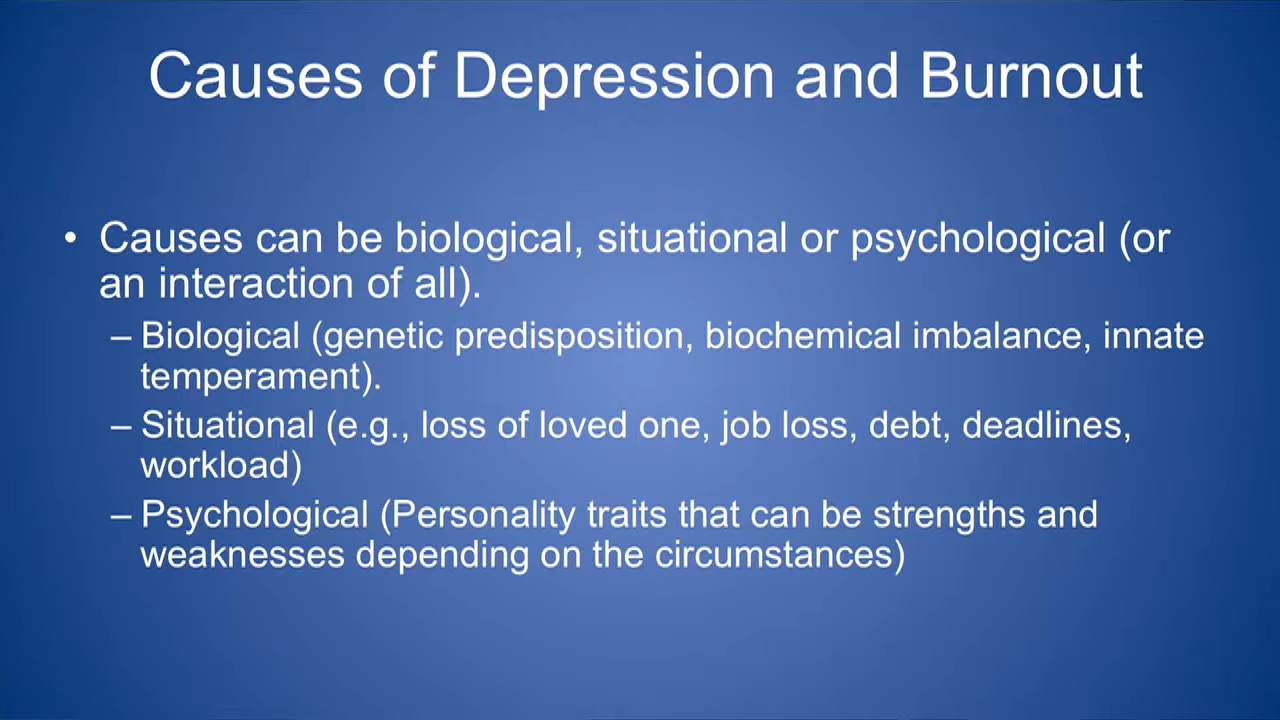 Causes of Depression and Burnout
• Causes can be biological, situational or psychological (or
an interaction of all).
– Biological (genetic predisposition, biochemical imbalance, innate
temperament).
– Situational (e.g., loss of loved one, job loss, debt, deadlines,
workload)
– Psychological (Personality traits that can be strengths and
weaknesses depending on the circumstances)